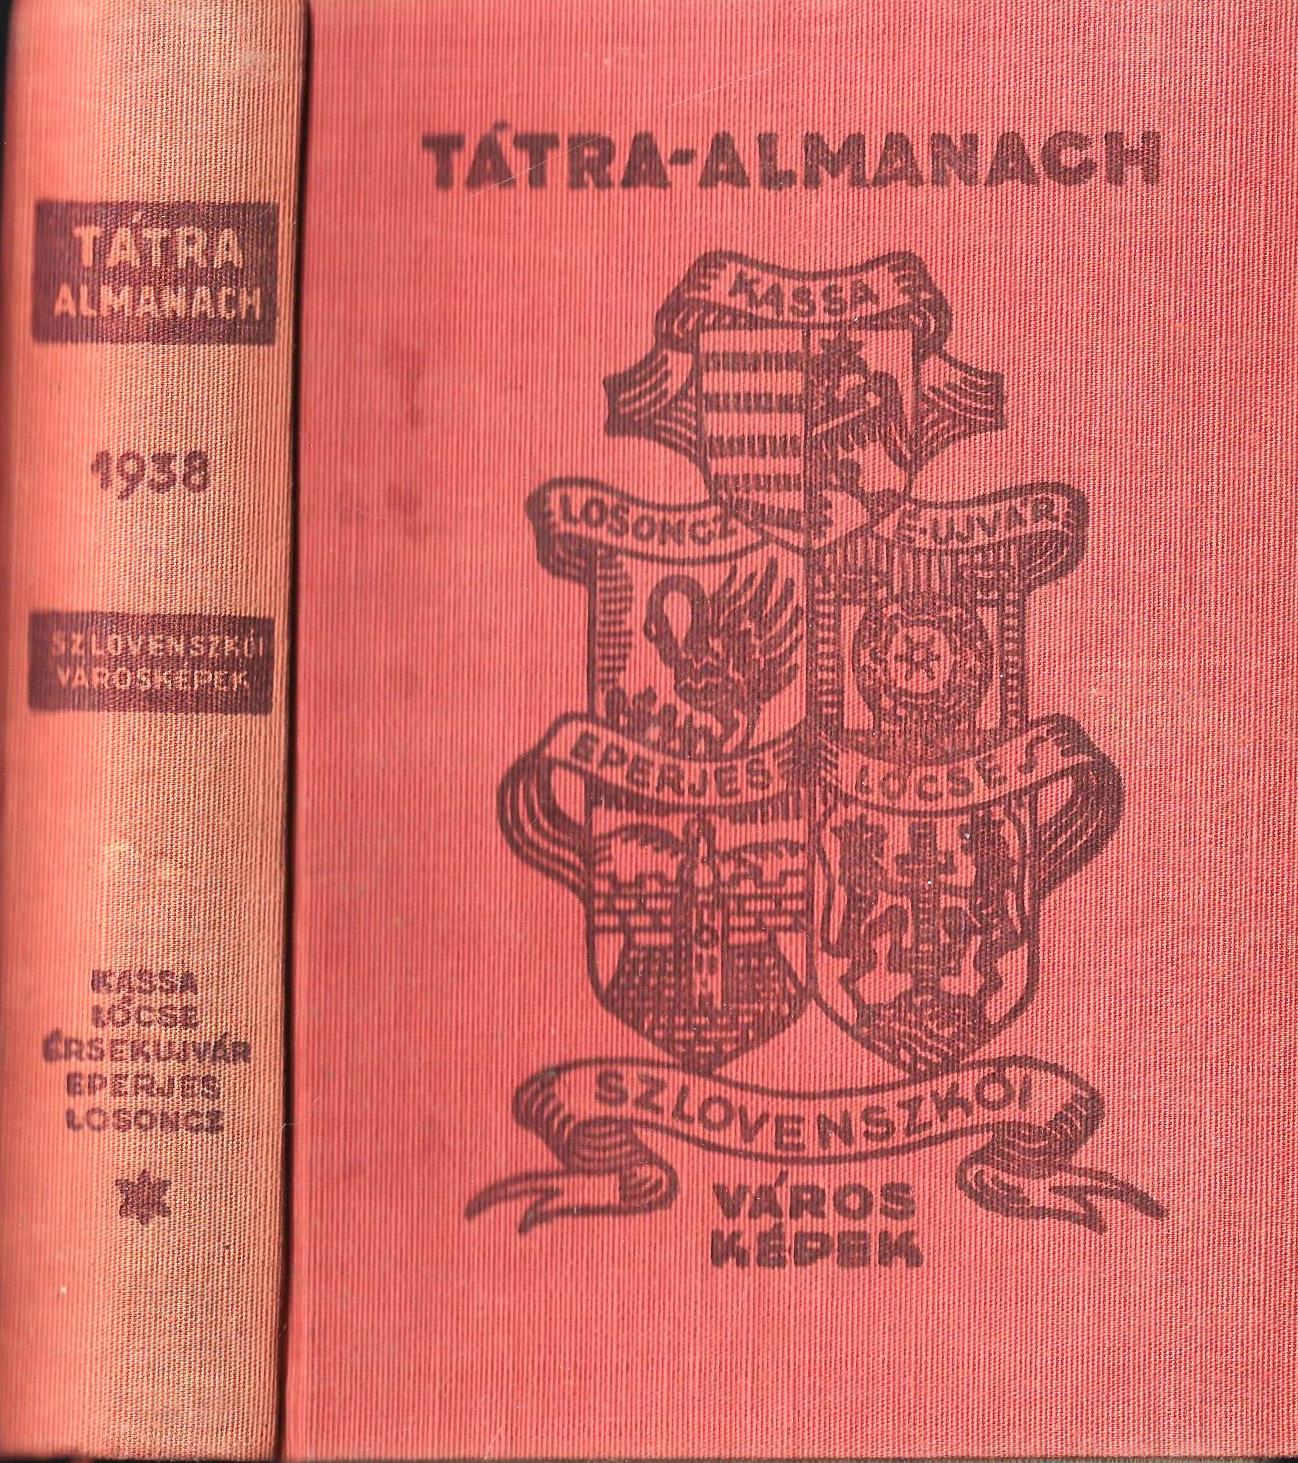 TÁTRA
ALMANACH
1938
SZLOVENSZKÓI
VÁROSKÉPEK
KASSA
LŐCSE
ÉRSEKUJVÁR
EPERJES
LOSONCZ
TÁTRA-ALMANACH
KASSA
LOSONCZ
É-UJVÁR
EPERJES
LŐCSE
SZLOVENSZKÓI
VÁROS
KÉPEK